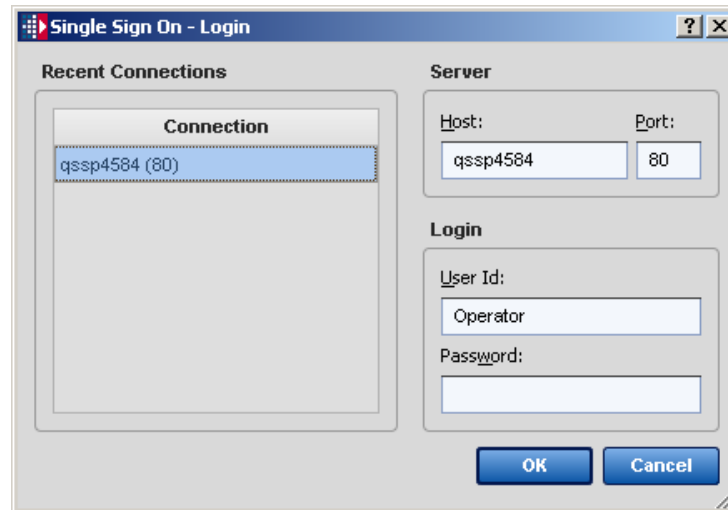 Single Sign On - Login
Recent Connections
Connection
qssp4584 (80)
Server
Host: Port:
qssp4584 80
Login
User Id:
Operator
Password:
OK Cancel